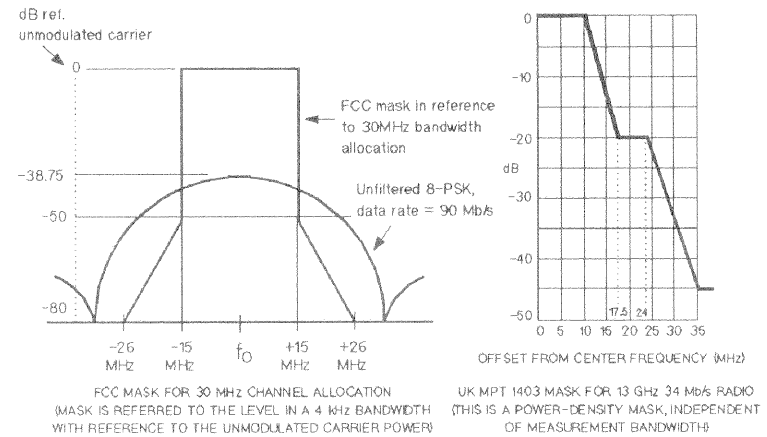 dB ref.
unmodulated carrier
0
-38.75
-50
-80
-26
MHz
-15
MHz
fO
+15
MHz
+26
MHz
FCC mask in reference
to 30MHz bandwidth
allocation
Unfiltered 8-PSK,
data rate = 90 Mb/s
FCC MASK FOR 30 MHz CHANNEL ALLOCATION
(MASK IS REFERRED TO THE LEVEL IN A 4 kHz BANDWIDTH
WITH REFERENCE TO THE UNMODULATED CARRIER POWER)
0
-10
-20
dB
-30
-40
-50
17.5
24
0 5 10 15 20 25 30 35
OFFSET FROM CENTER FREQUENCY (MHz)
UK MPT 1403 MASK FOR 13 GHz 34 Mb/s RADIO
(THIS IS A POWER-DENSITY MASK, INDEPENDENT
OF MEASUREMENT BANDWIDTH)